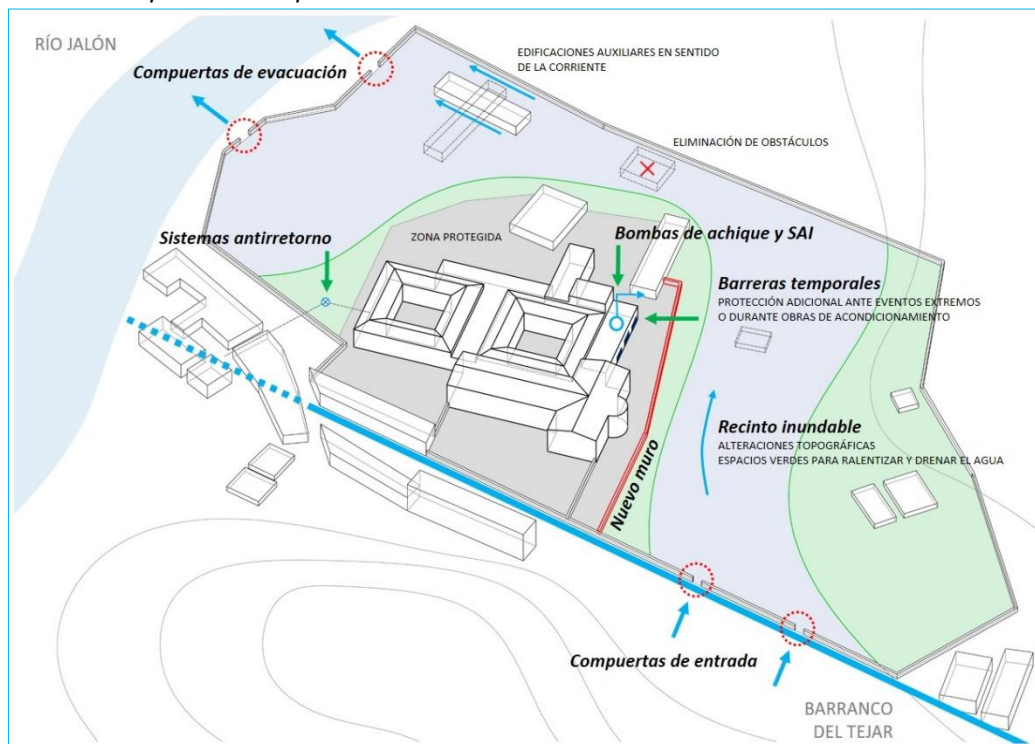 RÍO JALÓN
EDIFICACIONES AUXILIARES EN SENTIDO
DE LA CORRIENTE
Compuertas de evacuación
ELIMINACIÓN DE OBSTÁCULOS
Sistemas antirretorno
ZONA PROTEGIDA
Bombas de achique y SAI
Barreras temporales
PROTECCIÓN ADICIONAL ANTE EVENTOS EXTREMOS
O DURANTE OBRAS DE ACONDICIONAMIENTO
Recinto inundable
ALTERACIONES TOPOGRÁFICAS
ESPACIOS VERDES PARA RALENTIZAR Y DRENAR EL AGUA
Nuevo muro
Compuertas de entrada
BARRANCO
DEL TEJAR